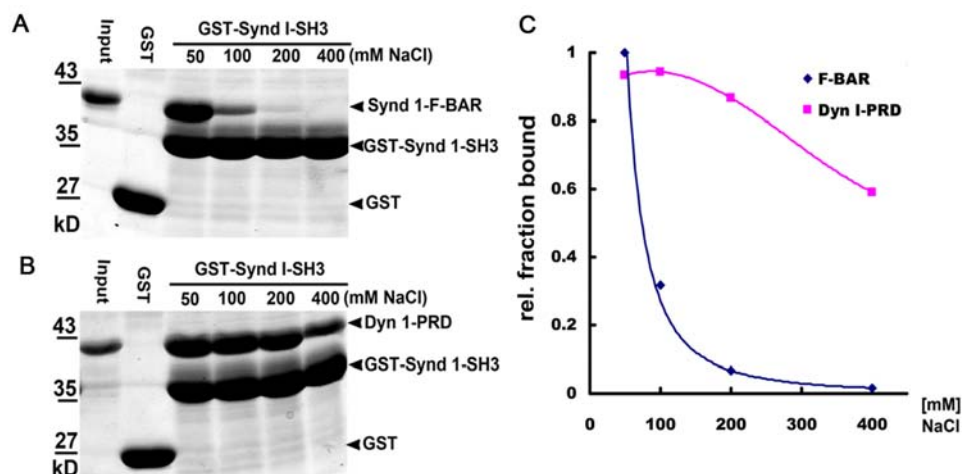 A
Input
GST
GST-Synd I-SH3
50 100 200 400 (mM NaCl)
43
35
27
kD
Synd 1-F-BAR
GST-Synd 1-SH3
GST
B
Input
GST
GST-Synd I-SH3
50 100 200 400 (mM NaCl)
43
35
27
kD
Dyn 1-PRD
GST-Synd 1-SH3
GST
C
rel. fraction bound
1
0.8
0.6
0.4
0.2
0
0 100 200 300 400
[mM]
NaCl
F-BAR
Dyn I-PRD